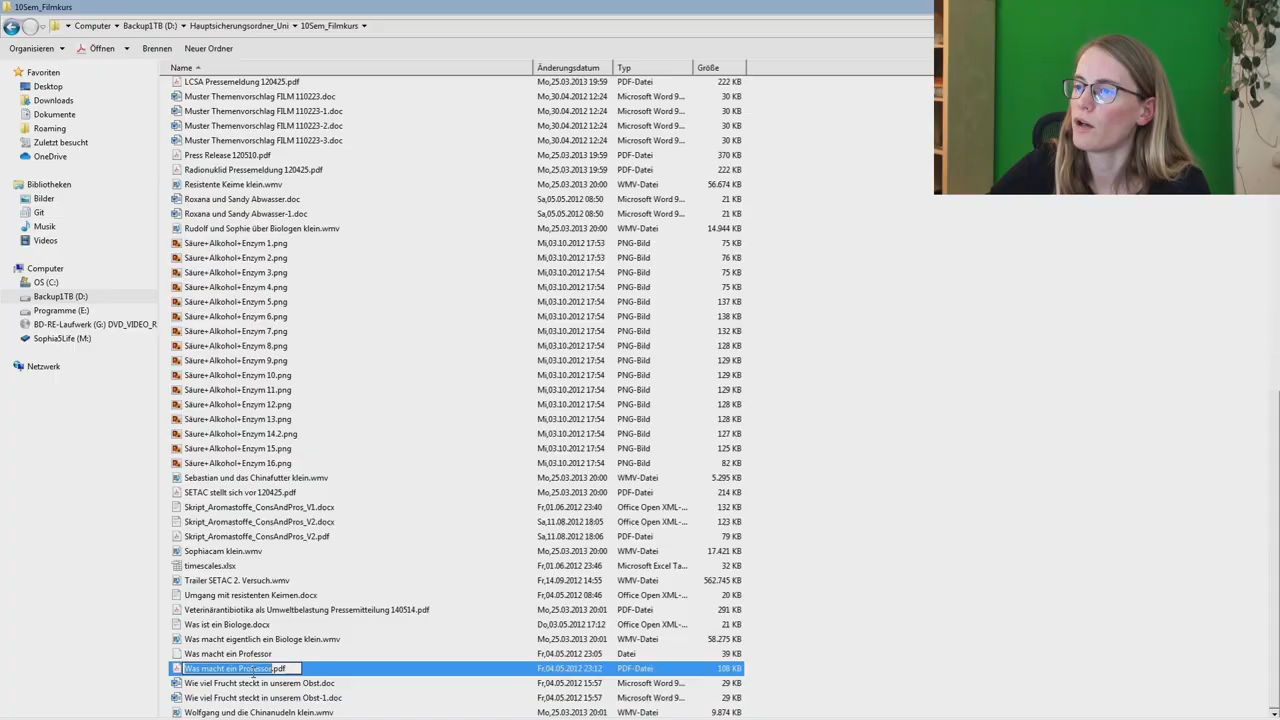 10Sem_Filmkurs
Computer Backup1TB (D:) Hauptsicherungsordner_Uni 10Sem_Filmkurs
Organisieren Öffnen Brennen Neuer Ordner
Favoriten
Desktop
Downloads
Dokumente
Roaming
Zuletzt besucht
OneDrive
Bibliotheken
Bilder
Git
Musik
Videos
Computer
OS (C:)
Backup1TB (D:)
Programme (E:)
BD-RE-Laufwerk (G:) DVD_VIDEO_R
Sophia5Life (M:)
Netzwerk
Name Änderungsdatum Typ Größe
LCSA Pressemeldung 120425.pdf Mo,25.03.2013 19:59 PDF-Datei 222 KB
Muster Themenvorschlag FILM 110223.doc Mo,30.04.2012 12:24 Microsoft Word 9... 30 KB
Muster Themenvorschlag FILM 110223-1.doc Mo,30.04.2012 12:24 Microsoft Word 9... 30 KB
Muster Themenvorschlag FILM 110223-2.doc Mo,30.04.2012 12:24 Microsoft Word 9... 30 KB
Muster Themenvorschlag FILM 110223-3.doc Mo,30.04.2012 12:24 Microsoft Word 9... 30 KB
Press Release 120510.pdf Mo,25.03.2013 19:59 PDF-Datei 370 KB
Radionuklid Pressemeldung 120425.pdf Mo,25.03.2013 19:59 PDF-Datei 222 KB
Resistente Keime klein.wmv Mo,25.03.2013 20:00 WMV-Datei 56.674 KB
Roxana und Sandy Abwasser.doc Sa,05.05.2012 08:50 Microsoft Word 9... 21 KB
Roxana und Sandy Abwasser-1.doc Sa,05.05.2012 08:50 Microsoft Word 9... 21 KB
Rudolf und Sophie über Biologen klein.wmv Mo,25.03.2013 20:00 WMV-Datei 14.944 KB
Säure+Alkohol+Enzym 1.png Mi,03.10.2012 17:53 PNG-Bild 75 KB
Säure+Alkohol+Enzym 2.png Mi,03.10.2012 17:53 PNG-Bild 76 KB
Säure+Alkohol+Enzym 3.png Mi,03.10.2012 17:54 PNG-Bild 75 KB
Säure+Alkohol+Enzym 4.png Mi,03.10.2012 17:54 PNG-Bild 75 KB
Säure+Alkohol+Enzym 5.png Mi,03.10.2012 17:54 PNG-Bild 137 KB
Säure+Alkohol+Enzym 6.png Mi,03.10.2012 17:54 PNG-Bild 138 KB
Säure+Alkohol+Enzym 7.png Mi,03.10.2012 17:54 PNG-Bild 132 KB
Säure+Alkohol+Enzym 8.png Mi,03.10.2012 17:54 PNG-Bild 128 KB
Säure+Alkohol+Enzym 9.png Mi,03.10.2012 17:54 PNG-Bild 129 KB
Säure+Alkohol+Enzym 10.png Mi,03.10.2012 17:54 PNG-Bild 129 KB
Säure+Alkohol+Enzym 11.png Mi,03.10.2012 17:54 PNG-Bild 129 KB
Säure+Alkohol+Enzym 12.png Mi,03.10.2012 17:54 PNG-Bild 128 KB
Säure+Alkohol+Enzym 13.png Mi,03.10.2012 17:54 PNG-Bild 128 KB
Säure+Alkohol+Enzym 14.2.png Mi,03.10.2012 17:54 PNG-Bild 127 KB
Säure+Alkohol+Enzym 15.png Mi,03.10.2012 17:54 PNG-Bild 125 KB
Säure+Alkohol+Enzym 16.png Mi,03.10.2012 17:54 PNG-Bild 82 KB
Sebastian und das Chinafutter klein.wmv Mo,25.03.2013 20:00 WMV-Datei 5.295 KB
SETAC stellt sich vor 120425.pdf Mo,25.03.2013 20:00 PDF-Datei 214 KB
Skript_Aromastoffe_ConsAndPros_V1.docx Fr,01.06.2012 23:40 Office Open XML-... 132 KB
Skript_Aromastoffe_ConsAndPros_V2.docx Sa,11.08.2012 18:05 Office Open XML-... 123 KB
Skript_Aromastoffe_ConsAndPros_V2.pdf Sa,11.08.2012 18:06 PDF-Datei 79 KB
Sophiacam klein.wmv Mo,25.03.2013 20:00 WMV-Datei 17.421 KB
timescales.xlsx Fr,01.06.2012 23:46 Microsoft Excel Ta... 32 KB
Trailer SETAC 2. Versuch.wmv Fr,14.09.2012 14:55 WMV-Datei 562.745 KB
Umgang mit resistenten Keimen.docx Fr,04.05.2012 08:46 Office Open XML-... 20 KB
Veterinärantibiotika als Umweltbelastung Pressemitteilung 140514.pdf Mo,25.03.2013 20:01 PDF-Datei 291 KB
Was ist ein Biologe.docx Do,03.05.2012 17:12 Office Open XML-... 21 KB
Was macht eigentlich ein Biologe klein.wmv Mo,25.03.2013 20:01 WMV-Datei 58.275 KB
Was macht ein Professor Fr,04.05.2012 23:05 Datei 39 KB
Was macht ein Professor.pdf Fr,04.05.2012 23:12 PDF-Datei 108 KB
Wie viel Frucht steckt in unserem Obst.doc Fr,04.05.2012 15:57 Microsoft Word 9... 29 KB
Wie viel Frucht steckt in unserem Obst-1.doc Fr,04.05.2012 15:57 Microsoft Word 9... 29 KB
Wolfgang und die Chinanudeln klein.wmv Mo,25.03.2013 20:01 WMV-Datei 9.874 KB